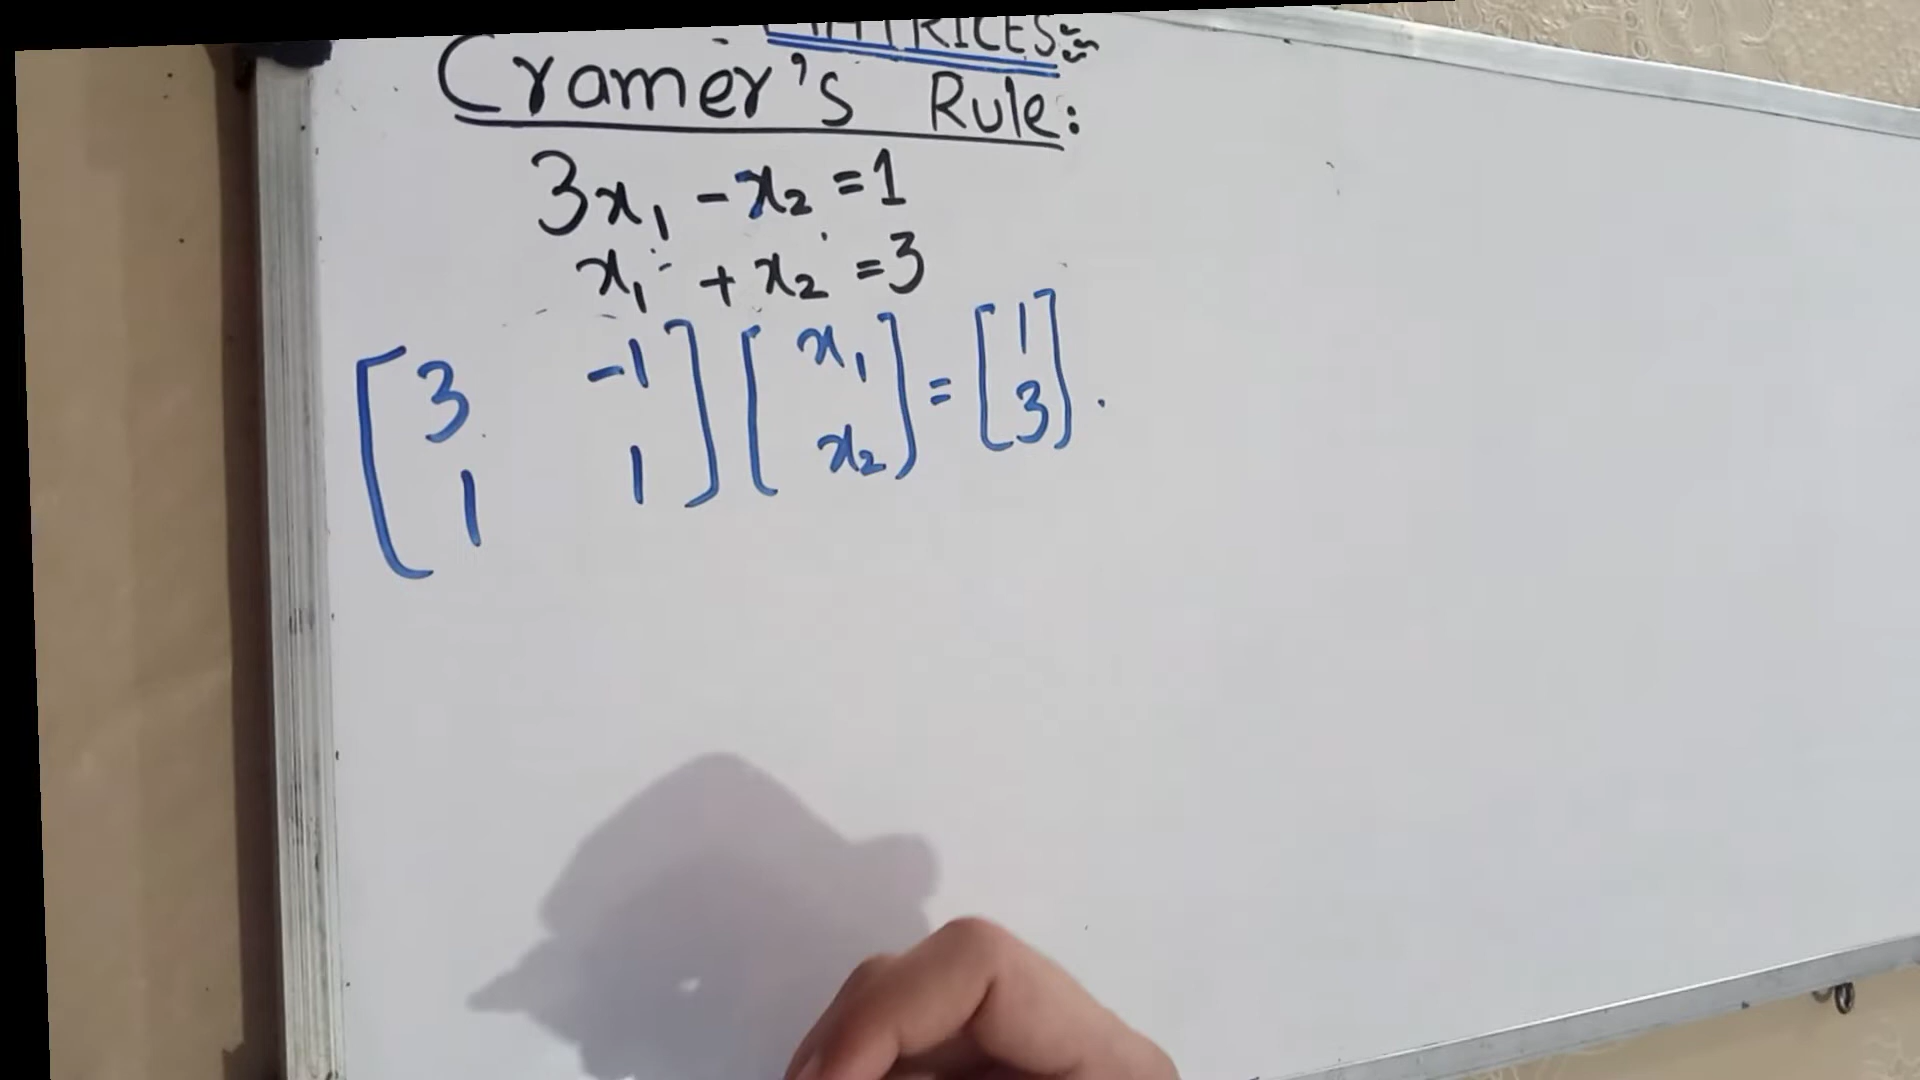 MATRICES
Cramer's Rule:
3x₁ - x₂ = 1
x₁ + x₂ = 3
[3 -1] [x₁] = [1]
[1 1] [x₂] [3].